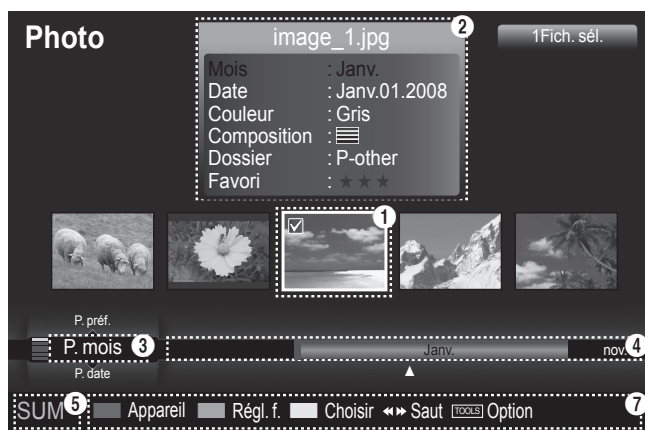 Photo
image_1.jpg
2
1Fich. sél.
Mois : Janv.
Date : Janv.01.2008
Couleur : Gris
Composition :
Dossier : P-other
Favori : ★★★
1
P. préf.
P. mois 3
Janv.
nov. 4
P. date
SUM 5
Appareil Régl. f. Choisir Saut TOOLS Option
7